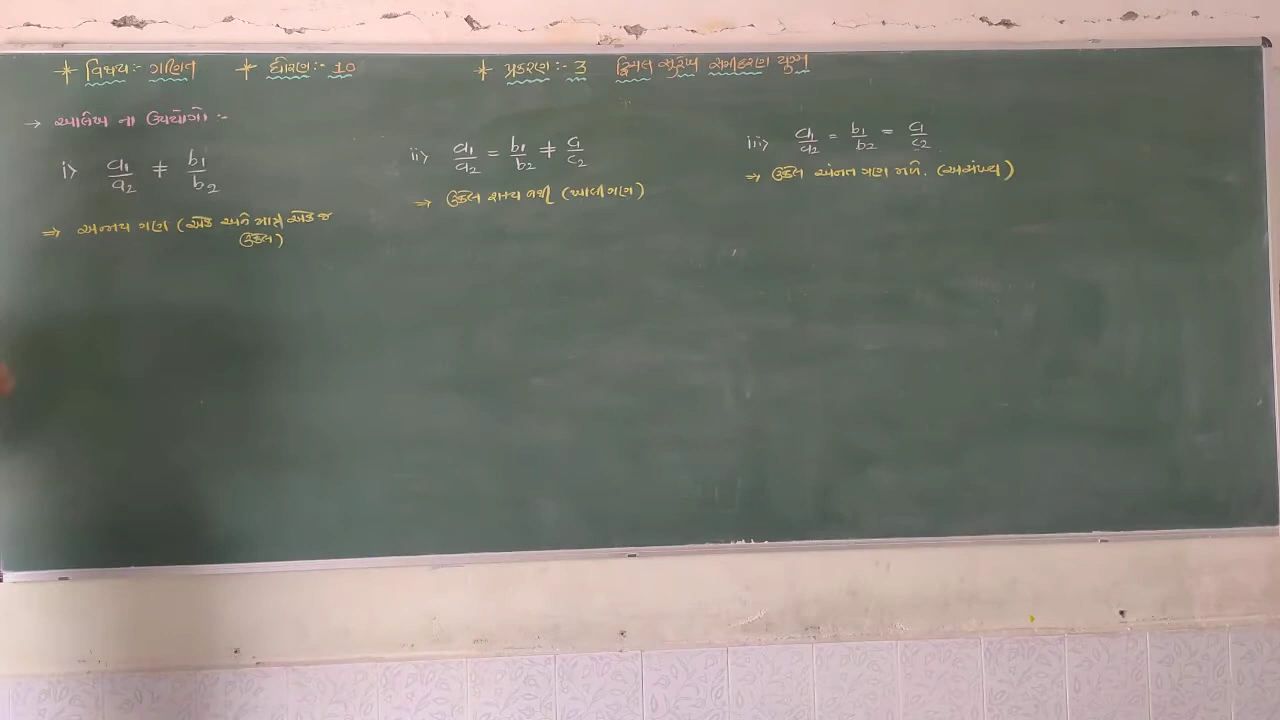 * વિષય:- ગણિત * ધોરણ:- 10 * પ્રકરણ:- 3 દ્વિચલ સુરેખ સમીકરણ યુગ્મ
→ આલેખ ના ઉપયોગો :-
i> a₁/a₂ ≠ b₁/b₂
⇒ અનન્ય ગણ (એક અને માત્ર એક જ
ઉકેલ)
ii> a₁/a₂ = b₁/b₂ ≠ c₁/c₂
⇒ ઉકેલ શક્ય નથી (ખાલીગણ)
iii> a₁/a₂ = b₁/b₂ = c₁/c₂
⇒ ઉકેલ અનંત ગણ મળે. (અસંખ્ય)